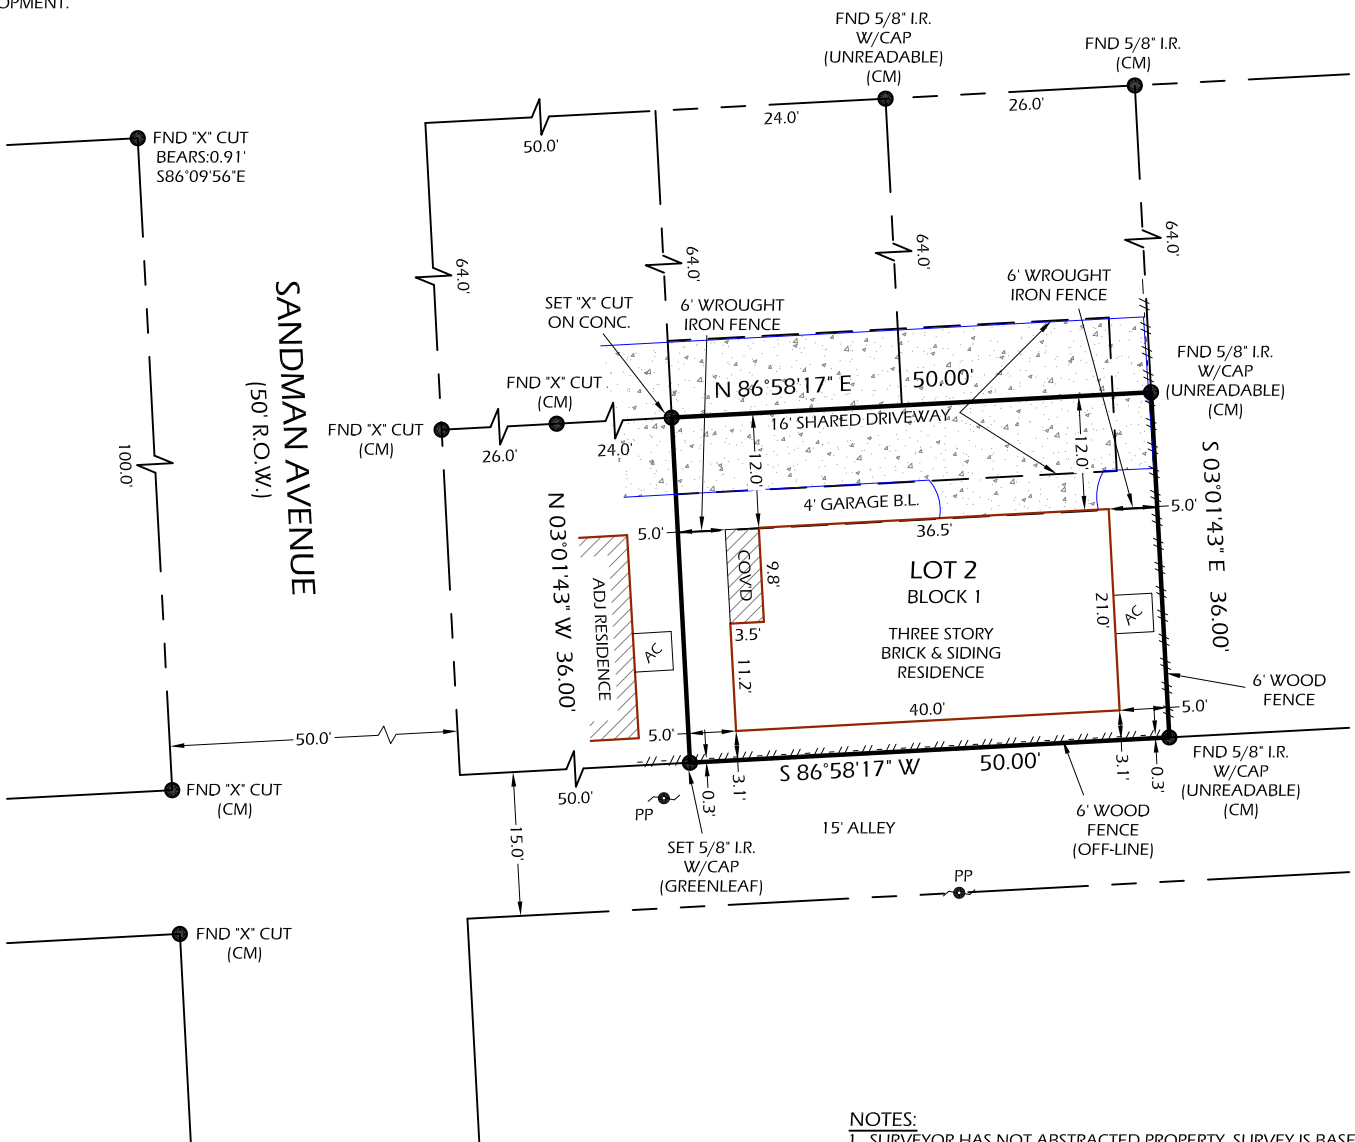 OPMENT.
FND 5/8" I.R.
W/CAP
(UNREADABLE)
(CM)
FND 5/8" I.R.
(CM)
24.0'
26.0'
50.0'
FND "X" CUT
BEARS:0.91'
S86°09'56"E
64.0'
64.0'
64.0'
64.0'
SANDMAN AVENUE
(50' R.O.W.)
100.0'
SET "X" CUT
ON CONC.
6' WROUGHT
IRON FENCE
6' WROUGHT
IRON FENCE
FND 5/8" I.R.
W/CAP
(UNREADABLE)
(CM)
FND "X" CUT
(CM)
FND "X" CUT
(CM)
26.0'
24.0'
N 86°58'17" E 50.00'
16' SHARED DRIVEWAY
12.0'
12.0'
4' GARAGE B.L.
5.0'
5.0'
36.5'
N 03°01'43" W 36.00'
S 03°01'43" E 36.00'
ADJ RESIDENCE
AC
COV'D
9.8'
3.5'
11.2'
LOT 2
BLOCK 1
THREE STORY
BRICK & SIDING
RESIDENCE
21.0'
AC
40.0'
6' WOOD
FENCE
5.0'
5.0'
50.0'
50.0'
S 86°58'17" W 50.00'
3.1'
0.3'
3.1'
0.3'
FND 5/8" I.R.
W/CAP
(UNREADABLE)
(CM)
FND "X" CUT
(CM)
PP
15.0'
15' ALLEY
6' WOOD
FENCE
(OFF-LINE)
SET 5/8" I.R.
W/CAP
(GREENLEAF)
PP
FND "X" CUT
(CM)
NOTES:
1. SURVEYOR HAS NOT ABSTRACTED PROPERTY. SURVEY IS BASE